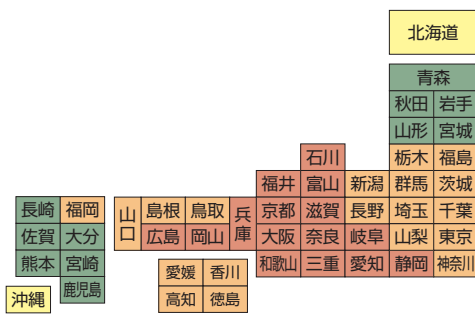 北海道
青森
秋田 岩手
山形 宮城
石川 栃木 福島
福井 富山 新潟 群馬 茨城
長崎 福岡 山口 島根 鳥取 兵庫 京都 滋賀 長野 埼玉 千葉
佐賀 大分 広島 岡山 大阪 奈良 岐阜 山梨 東京
熊本 宮崎 愛媛 香川 和歌山 三重 愛知 静岡 神奈川
沖縄 鹿児島 高知 徳島